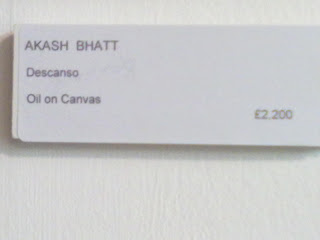 AKASH BHATT
Descanso
Oil on Canvas
£2,200